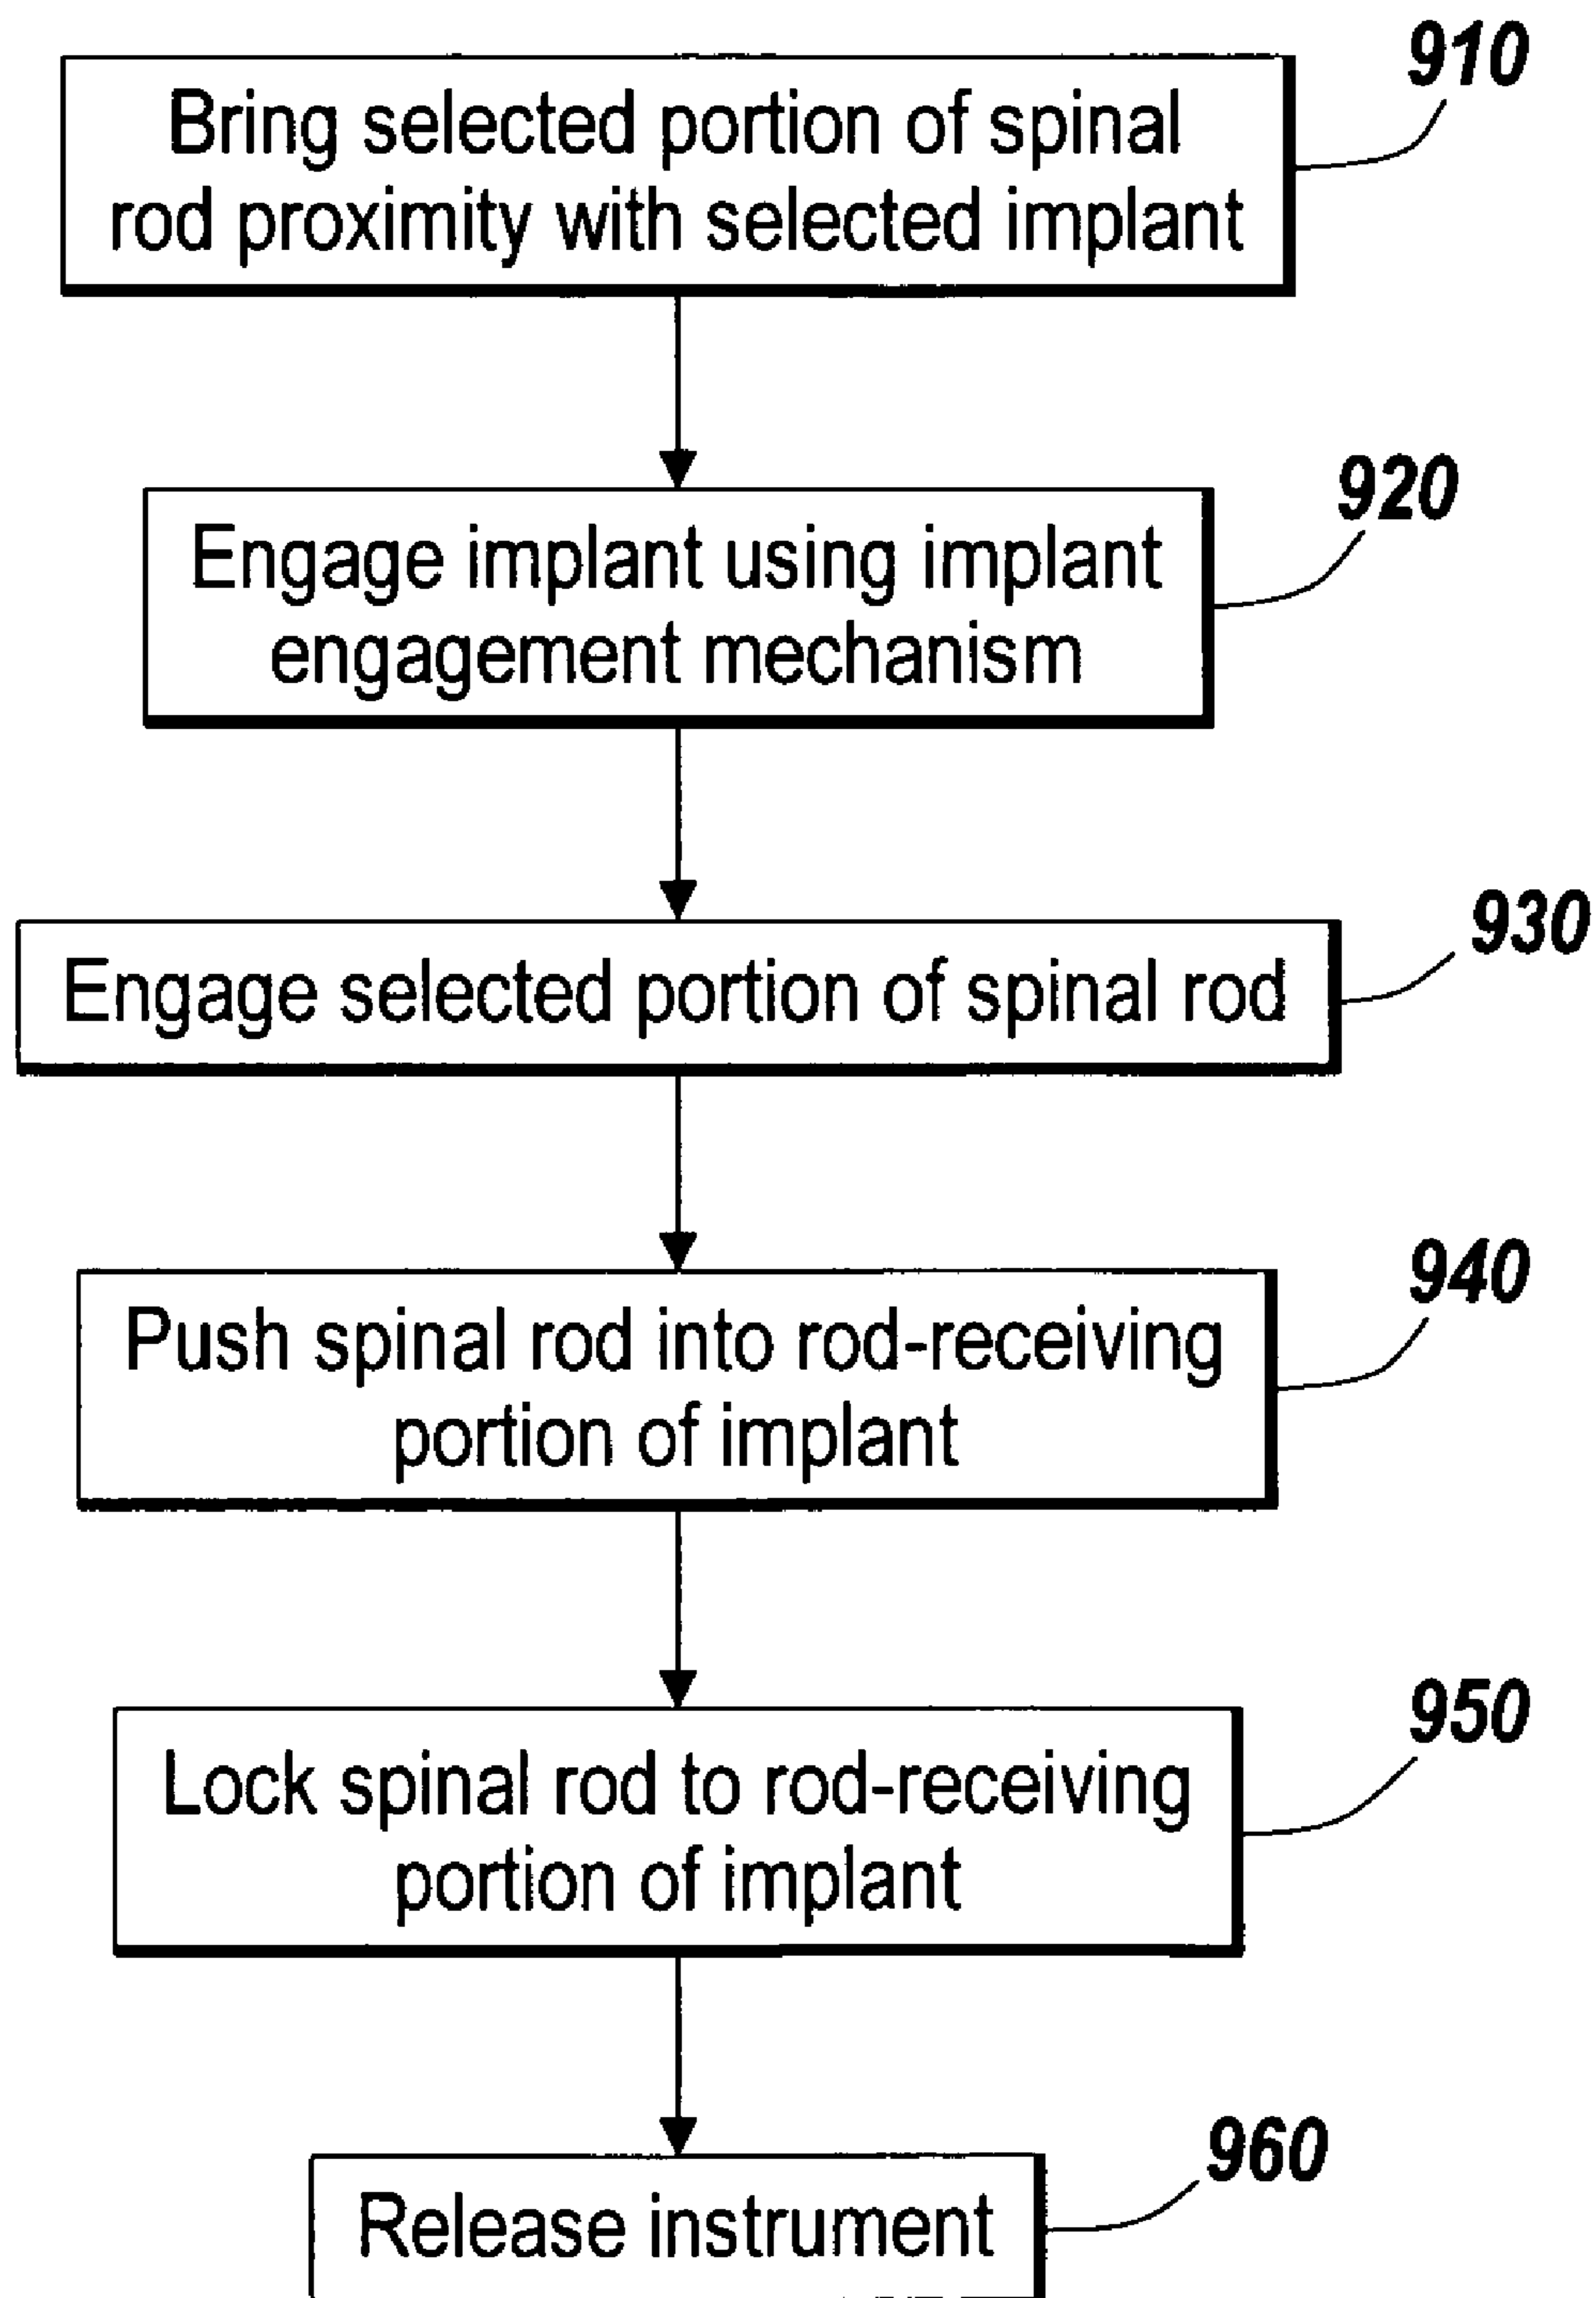 910
Bring selected portion of spinal
rod proximity with selected implant
920
Engage implant using implant
engagement mechanism
930
Engage selected portion of spinal rod
940
Push spinal rod into rod-receiving
portion of implant
950
Lock spinal rod to rod-receiving
portion of implant
960
Release instrument